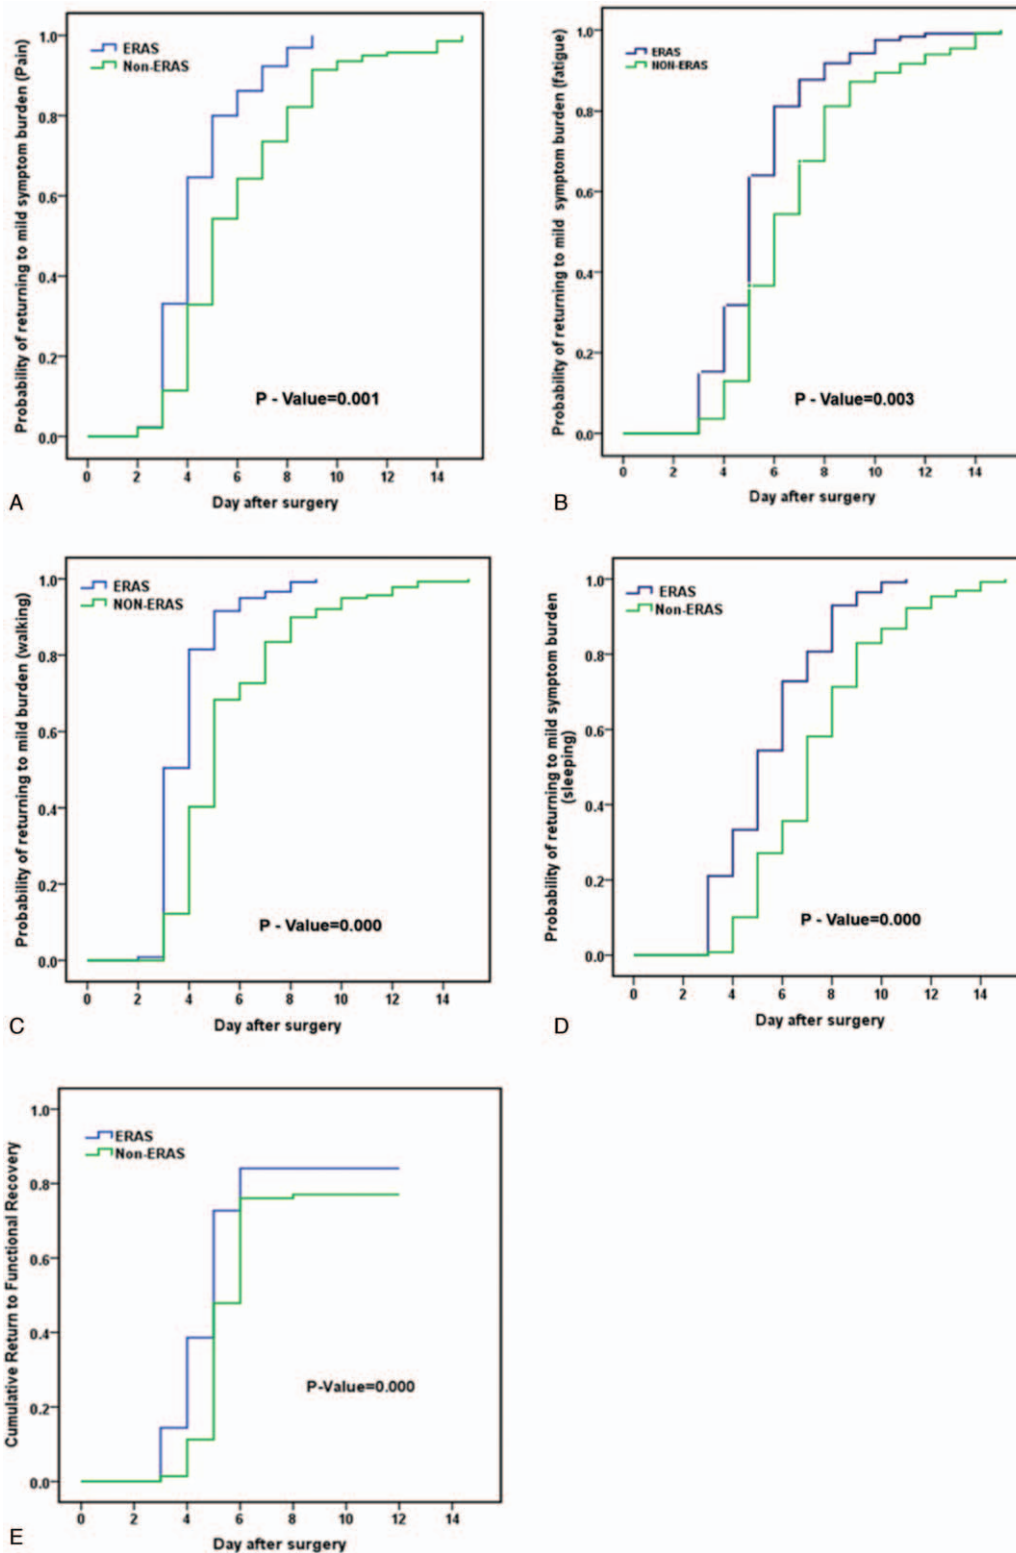 Probability of returning to mild symptom burden (Pain)
1.0
0.8
0.6
0.4
0.2
0.0
ERAS
Non-ERAS
P - Value=0.001
0 2 4 6 8 10 12 14
Day after surgery
A
Probability of returning to mild symptom burden (fatigue)
1.0
0.8
0.6
0.4
0.2
0.0
ERAS
NON-ERAS
P - Value=0.003
0 2 4 6 8 10 12 14
Day after surgery
B
Probability of returning to mild burden (walking)
1.0
0.8
0.6
0.4
0.2
0.0
ERAS
NON-ERAS
P - Value=0.000
0 2 4 6 8 10 12 14
Day after surgery
C
Probability of returning to mild symptom burden
(sleeping)
1.0
0.8
0.6
0.4
0.2
0.0
ERAS
Non-ERAS
P - Value=0.000
0 2 4 6 8 10 12 14
Day after surgery
D
Cumulative Return to Functional Recovery
1.0
0.8
0.6
0.4
0.2
0.0
ERAS
Non-ERAS
P-Value=0.000
0 2 4 6 8 10 12 14
Day after surgery
E